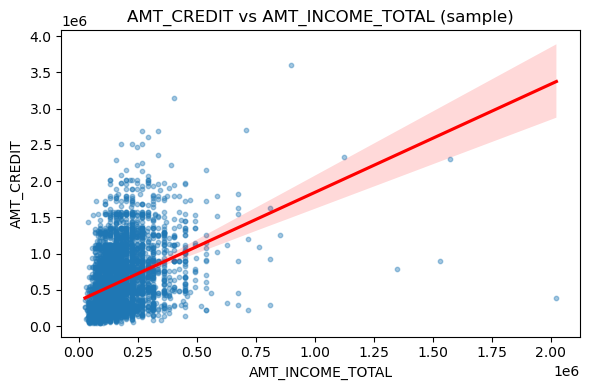 AMT_CREDIT vs AMT_INCOME_TOTAL (sample)
1e6
4.0
3.5
3.0
2.5
2.0
1.5
1.0
0.5
0.0
AMT_CREDIT
0.00 0.25 0.50 0.75 1.00 1.25 1.50 1.75 2.00
1e6
AMT_INCOME_TOTAL